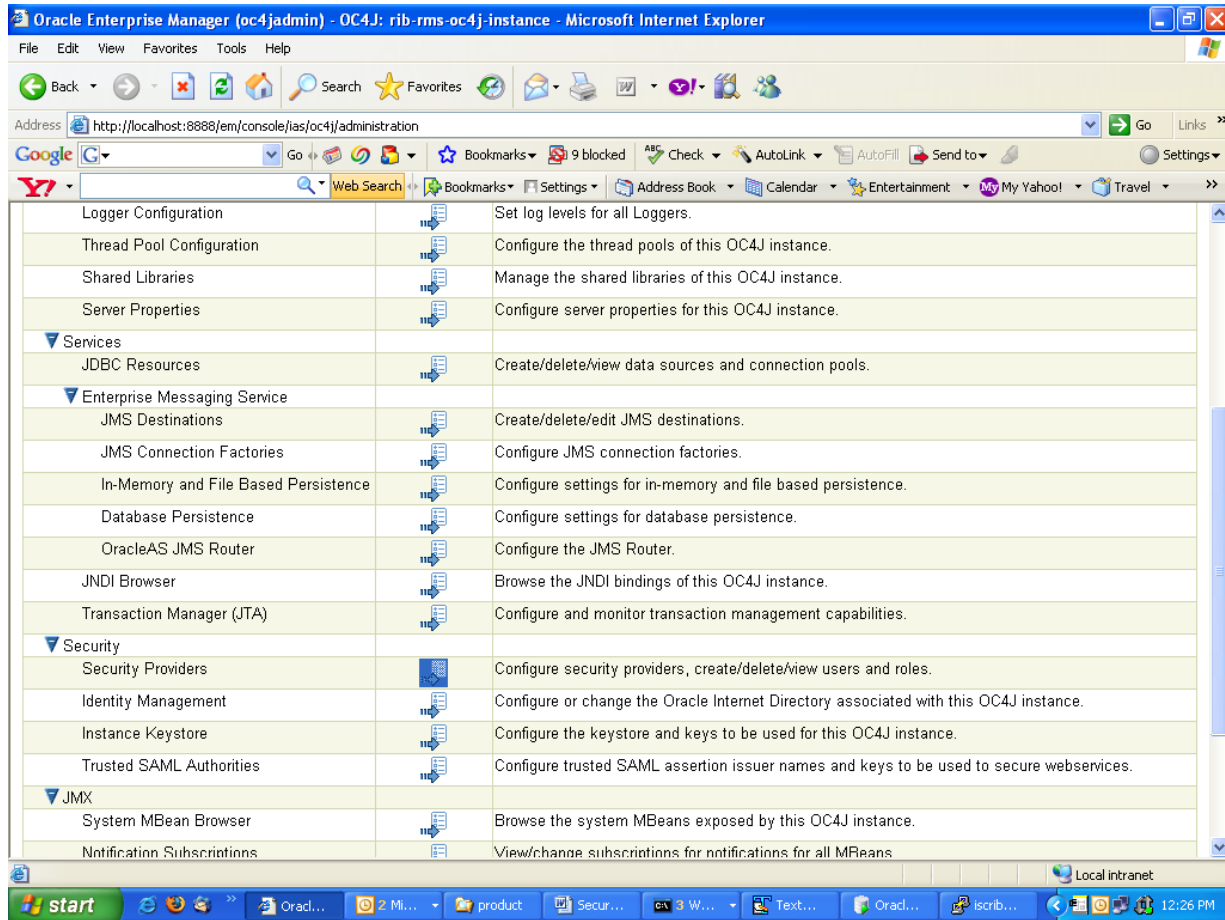 Oracle Enterprise Manager (oc4jadmin) - OC4J: rib-rms-oc4j-instance - Microsoft Internet Explorer
File Edit View Favorites Tools Help
Back Search Favorites
Address http://localhost:8888/em/console/ias/oc4j/administration Go Links »
Google G Go Bookmarks 9 blocked ABC Check AutoLink AutoFill Send to Settings
Y! Web Search Bookmarks Settings Address Book Calendar Entertainment My My Yahoo! Travel »
Logger Configuration Set log levels for all Loggers.
Thread Pool Configuration Configure the thread pools of this OC4J instance.
Shared Libraries Manage the shared libraries of this OC4J instance.
Server Properties Configure server properties for this OC4J instance.
Services
JDBC Resources Create/delete/view data sources and connection pools.
Enterprise Messaging Service
JMS Destinations Create/delete/edit JMS destinations.
JMS Connection Factories Configure JMS connection factories.
In-Memory and File Based Persistence Configure settings for in-memory and file based persistence.
Database Persistence Configure settings for database persistence.
OracleAS JMS Router Configure the JMS Router.
JNDI Browser Browse the JNDI bindings of this OC4J instance.
Transaction Manager (JTA) Configure and monitor transaction management capabilities.
Security
Security Providers Configure security providers, create/delete/view users and roles.
Identity Management Configure or change the Oracle Internet Directory associated with this OC4J instance.
Instance Keystore Configure the keystore and keys to be used for this OC4J instance.
Trusted SAML Authorities Configure trusted SAML assertion issuer names and keys to be used to secure webservices.
JMX
System MBean Browser Browse the system MBeans exposed by this OC4J instance.
Notification Subscriptions View/change subscriptions for notifications for all MBeans
Local intranet
start » Oracl... 2 Mi... product Secur... 3 W... Text... Oracl... iscrib... 12:26 PM